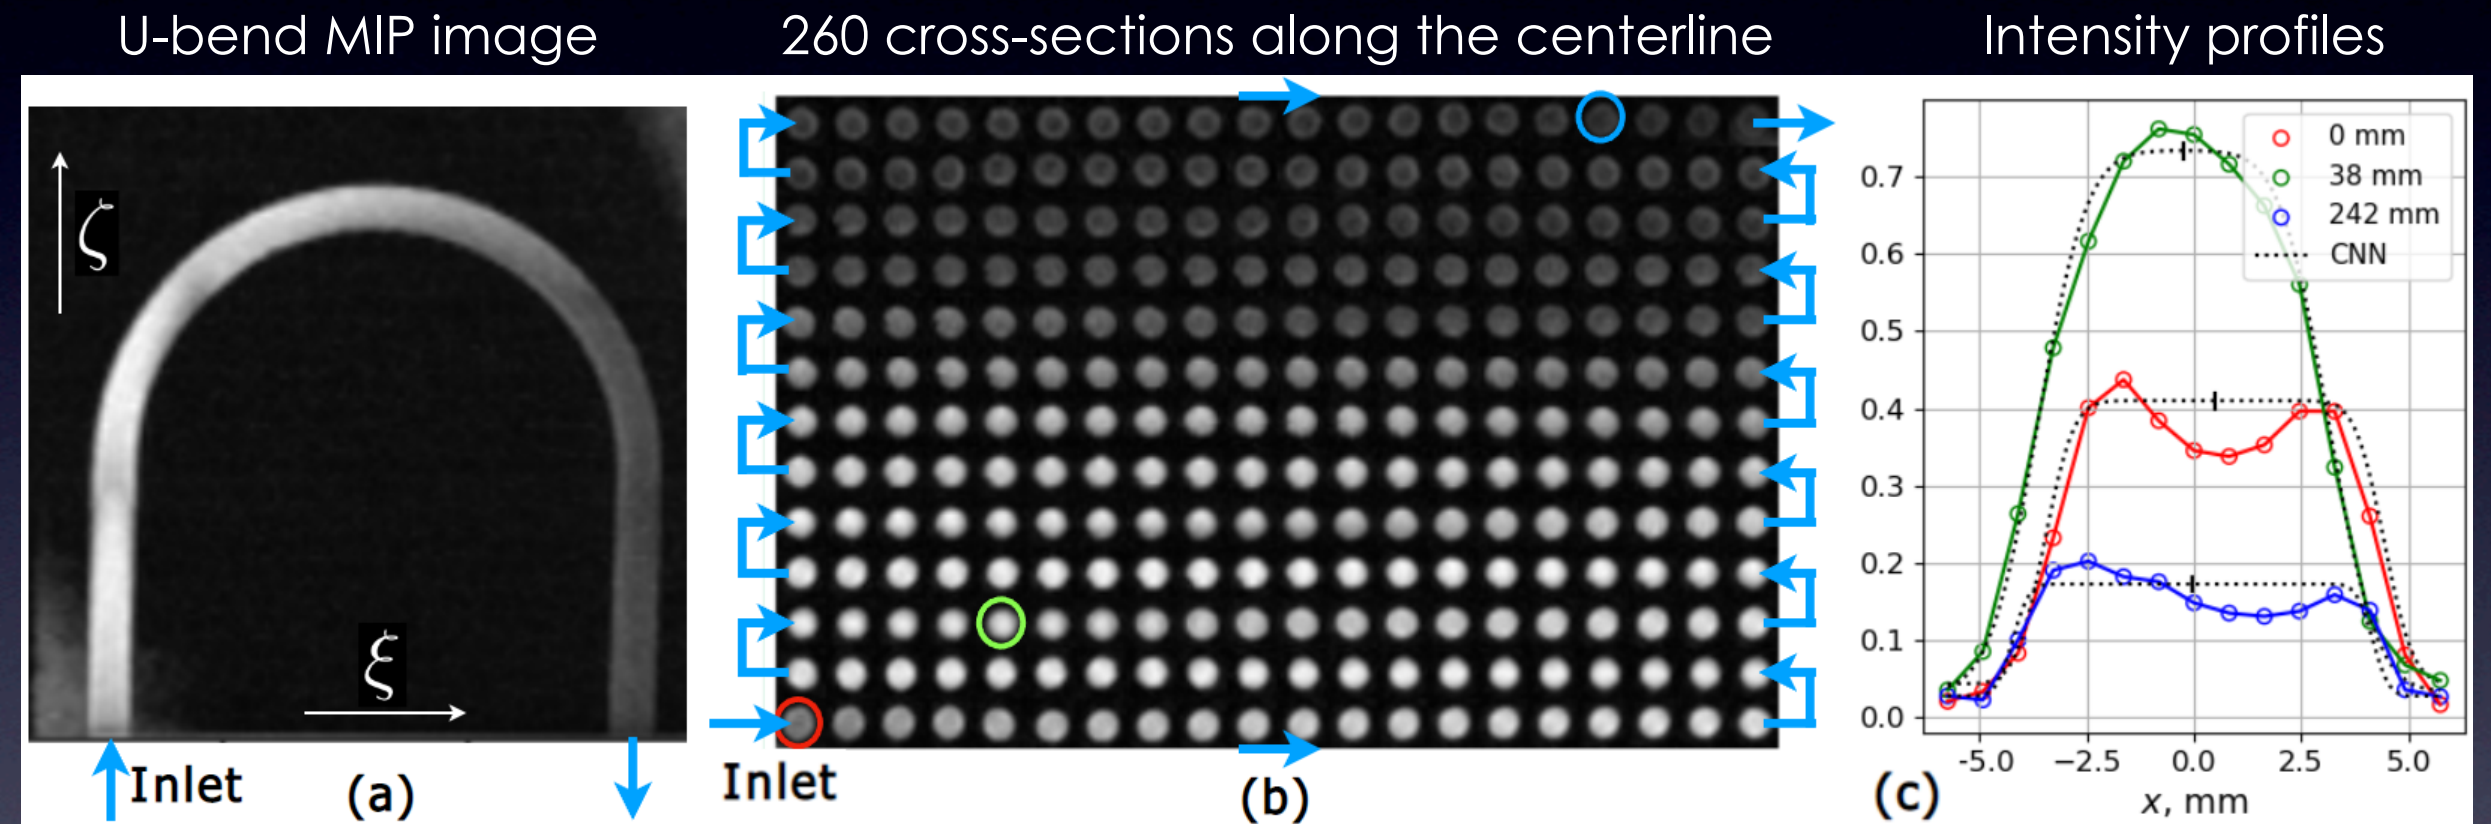 U-bend MIP image
260 cross-sections along the centerline
Intensity profiles
ζ
ξ
Inlet
(a)
Inlet
(b)
0.7
0.6
0.5
0.4
0.3
0.2
0.1
0.0
0 mm
38 mm
242 mm
CNN
-5.0 −2.5 0.0 2.5 5.0
(c)
x, mm